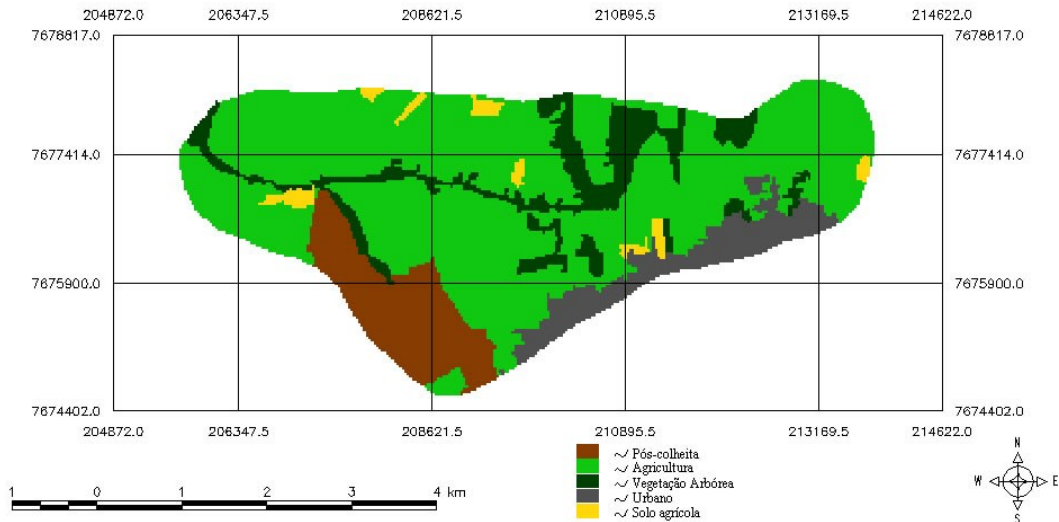 204872.0 206347.5 208621.5 210895.5 213169.5 214622.0
7678817.0 7678817.0
7677414.0 7677414.0
7675900.0 7675900.0
7674402.0 7674402.0
204872.0 206347.5 208621.5 210895.5 213169.5 214622.0
Pós-colheita
Agricultura
Vegetação Arbórea
Urbano
Solo agrícola
1 0 1 2 3 4 km
N
W E
S